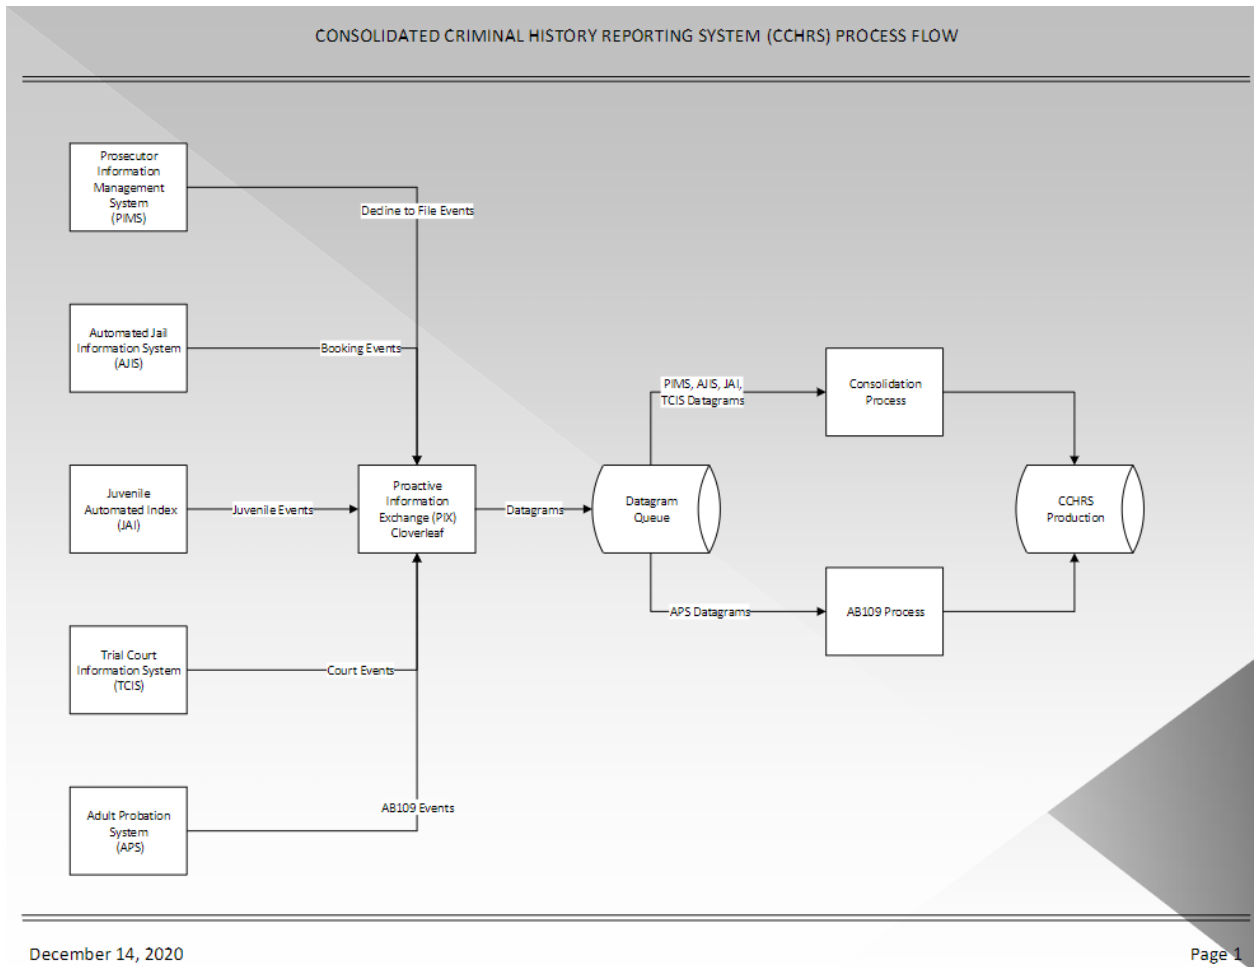 CONSOLIDATED CRIMINAL HISTORY REPORTING SYSTEM (CCHRS) PROCESS FLOW
Prosecutor
Information
Management
System
(PIMS)
Decline to File Events
Automated Jail
Information System
(AJIS)
Booking Events
Juvenile
Automated Index
(JAI)
Juvenile Events
Trial Court
Information System
(TCIS)
Court Events
Adult Probation
System
(APS)
AB109 Events
Proactive
Information
Exchange (PIX)
Cloverleaf
Datagrams
Datagram
Queue
PIMS, AJIS, JAI,
TCIS Datagrams
Consolidation
Process
APS Datagrams
AB109 Process
CCHRS
Production
December 14, 2020
Page 1